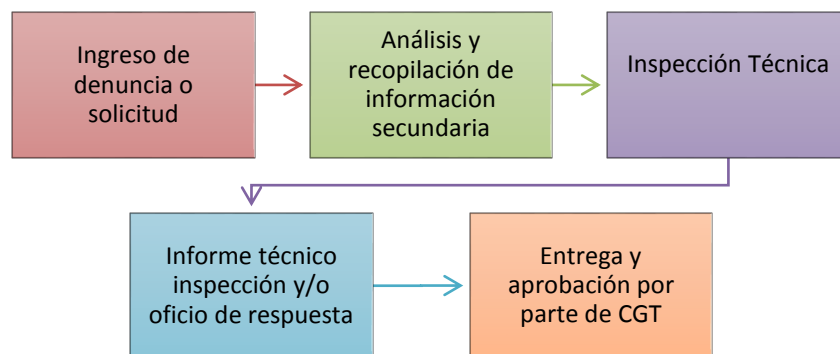 Ingreso de
denuncia o
solicitud
Análisis y
recopilación de
información
secundaria
Inspección Técnica
Informe técnico
inspección y/o
oficio de respuesta
Entrega y
aprobación por
parte de CGT